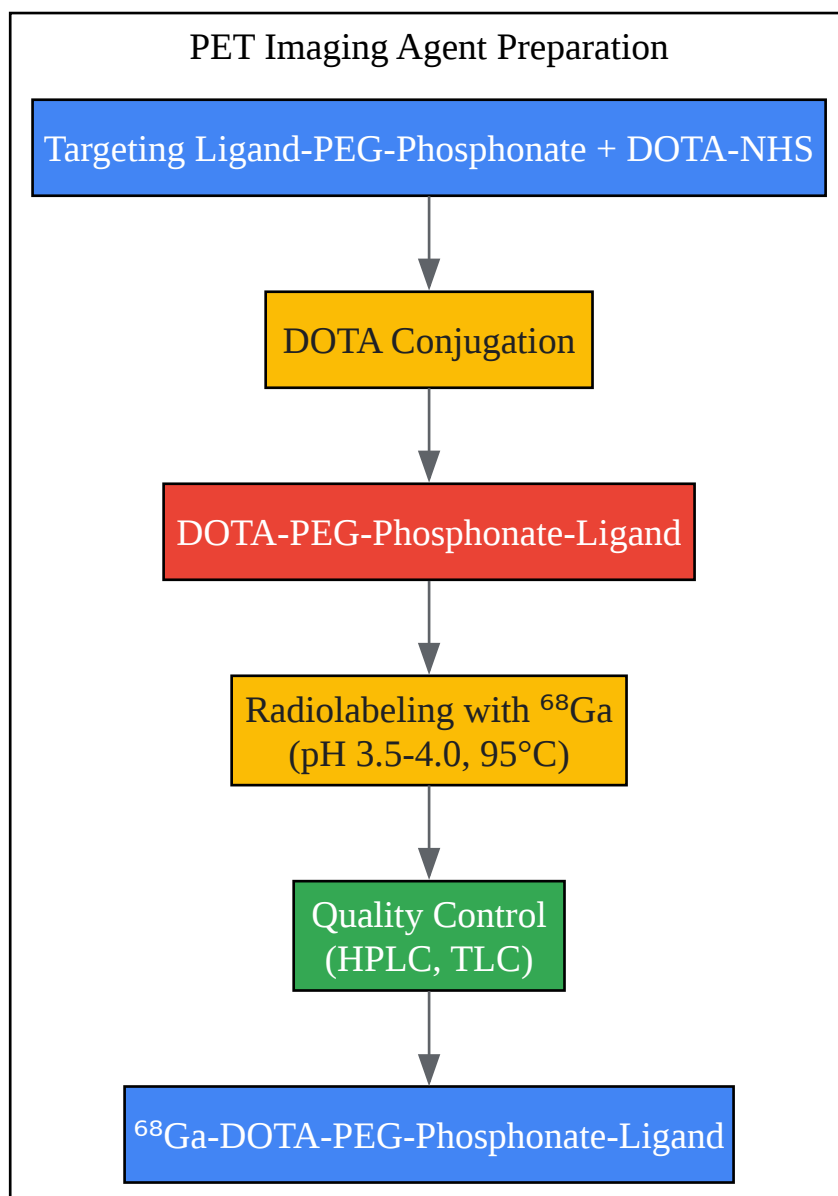 PET Imaging Agent Preparation
Targeting Ligand-PEG-Phosphonate + DOTA-NHS
DOTA Conjugation
DOTA-PEG-Phosphonate-Ligand
Radiolabeling with ⁶⁸Ga
(pH 3.5-4.0, 95°C)
Quality Control
(HPLC, TLC)
⁶⁸Ga-DOTA-PEG-Phosphonate-Ligand